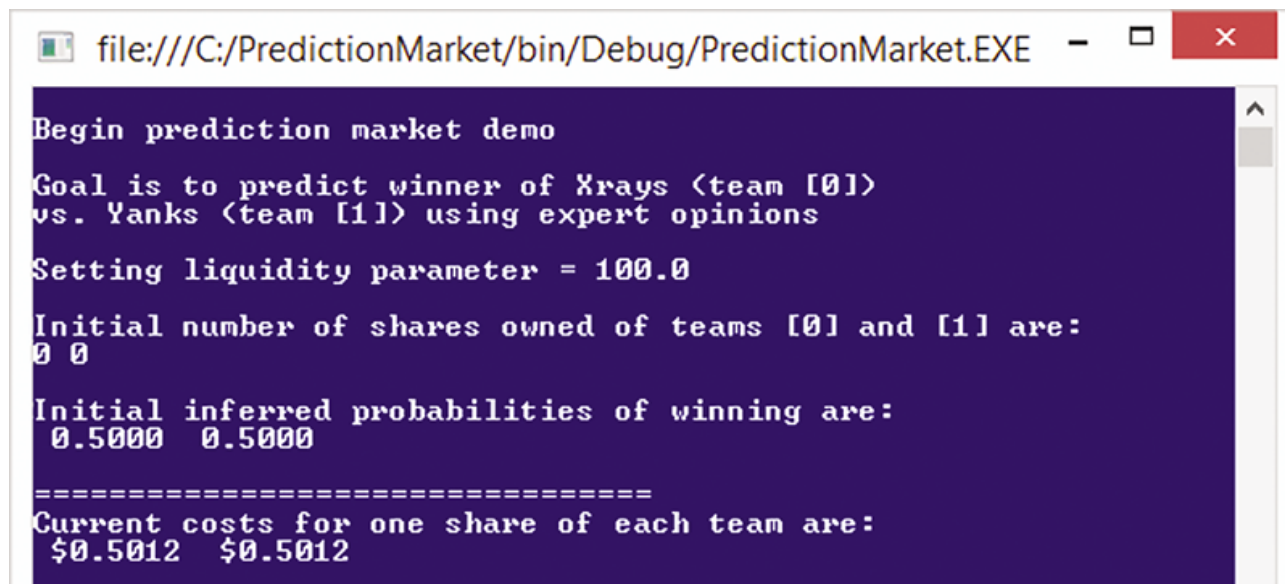 file:///C:/PredictionMarket/bin/Debug/PredictionMarket.EXE
Begin prediction market demo
Goal is to predict winner of Xrays (team [0])
vs. Yanks (team [1]) using expert opinions
Setting liquidity parameter = 100.0
Initial number of shares owned of teams [0] and [1] are:
0 0
Initial inferred probabilities of winning are:
0.5000  0.5000
==================================
Current costs for one share of each team are:
$0.5012  $0.5012